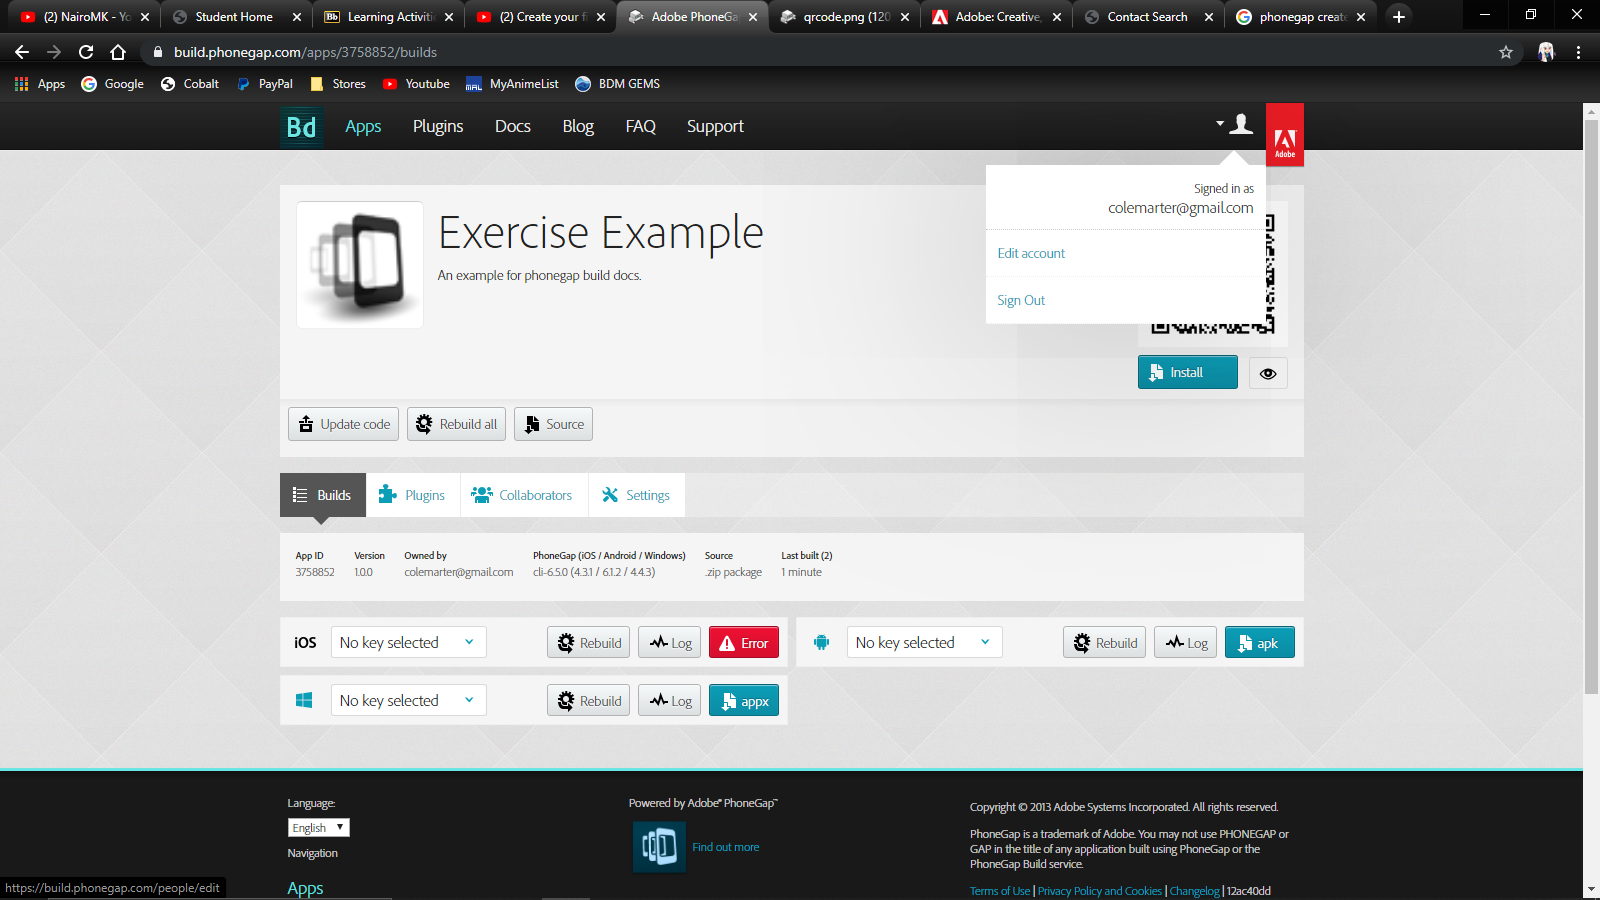 (2) NairoMK - Yo
Student Home
Bb Learning Activitie
(2) Create your fi
Adobe PhoneGa
qrcode.png (120
Adobe: Creative,
Contact Search
phonegap create
build.phonegap.com/apps/3758852/builds
Apps
Google
Cobalt
PayPal
Stores
Youtube
MAL MyAnimeList
BDM GEMS
Bd
Apps
Plugins
Docs
Blog
FAQ
Support
Adobe
Signed in as
colemarter@gmail.com
Edit account
Sign Out
Exercise Example
An example for phonegap build docs.
Install
Update code
Rebuild all
Source
Builds
Plugins
Collaborators
Settings
App ID
3758852
Version
1.0.0
Owned by
colemarter@gmail.com
PhoneGap (iOS / Android / Windows)
cli-6.5.0 (4.3.1 / 6.1.2 / 4.4.3)
Source
.zip package
Last built (2)
1 minute
iOS
No key selected
Rebuild
Log
Error
No key selected
Rebuild
Log
apk
No key selected
Rebuild
Log
appx
Language:
English
Navigation
Apps
Powered by Adobe® PhoneGap™
Find out more
Copyright © 2013 Adobe Systems Incorporated. All rights reserved.
PhoneGap is a trademark of Adobe. You may not use PHONEGAP or
GAP in the title of any application built using PhoneGap or the
PhoneGap Build service.
Terms of Use | Privacy Policy and Cookies | Changelog | 12ac40dd
https://build.phonegap.com/people/edit